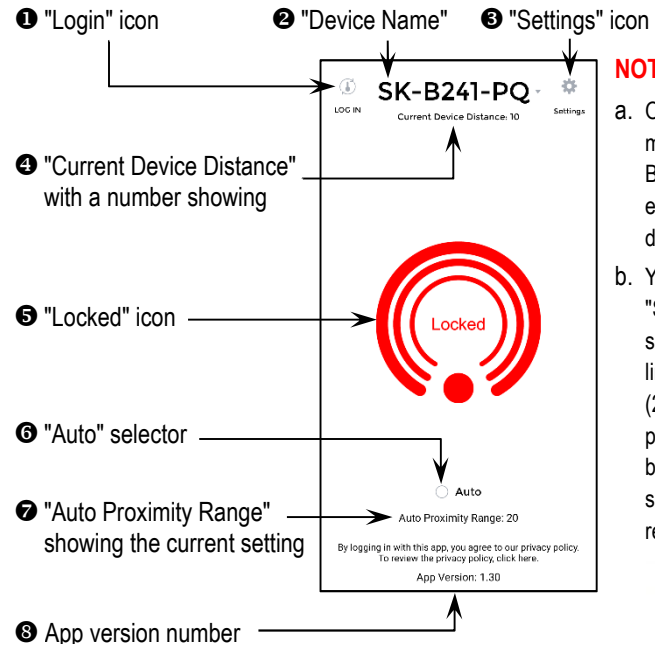 ❶ "Login" icon
❷ "Device Name"
❸ "Settings" icon
SK-B241-PQ
LOG IN
Current Device Distance: 10
Settings
❹ "Current Device Distance"
with a number showing
❺ "Locked" icon
Locked
❻ "Auto" selector
Auto
❼ "Auto Proximity Range"
showing the current setting
Auto Proximity Range: 20
By logging in with this app, you agree to our privacy policy.
To review the privacy policy, click here.
App Version: 1.30
❽ App version number
a.
b.